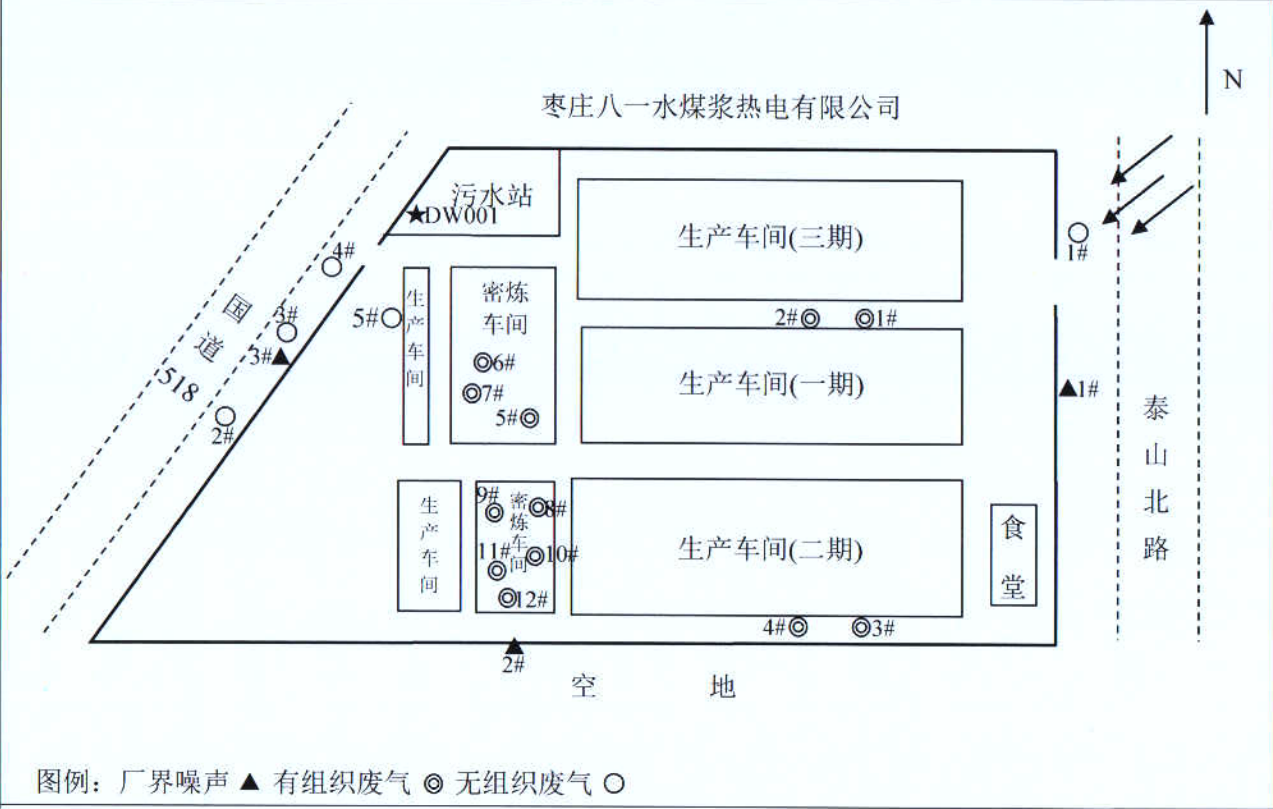 N
枣庄八一水煤浆热电有限公司
污水站
DW001
生产车间(三期)
1#
4#
国道
518
3#
3#
2#
5#
生产车间
密炼
车间
6#
7#
5#
2#
1#
生产车间(一期)
1#
泰山北路
生产车间
9#
密炼车间
8#
11#
10#
12#
生产车间(二期)
食堂
4#
3#
2#
空 地
图例：厂界噪声 有组织废气 无组织废气